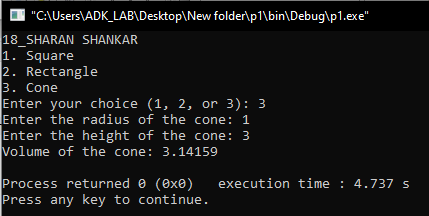 "C:\Users\ADK_LAB\Desktop\New folder\p1\bin\Debug\p1.exe"
18_SHARAN SHANKAR
1. Square
2. Rectangle
3. Cone
Enter your choice (1, 2, or 3): 3
Enter the radius of the cone: 1
Enter the height of the cone: 3
Volume of the cone: 3.14159
Process returned 0 (0x0)   execution time : 4.737 s
Press any key to continue.